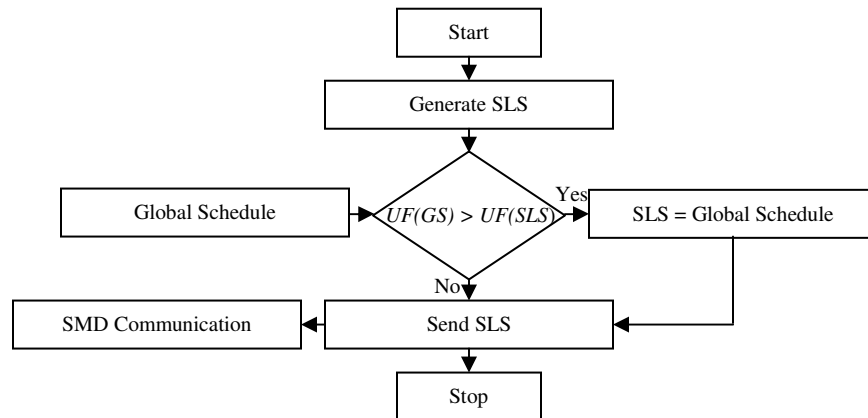 Start
Generate SLS
Global Schedule
UF(GS) > UF(SLS)
Yes
SLS = Global Schedule
No
SMD Communication
Send SLS
Stop